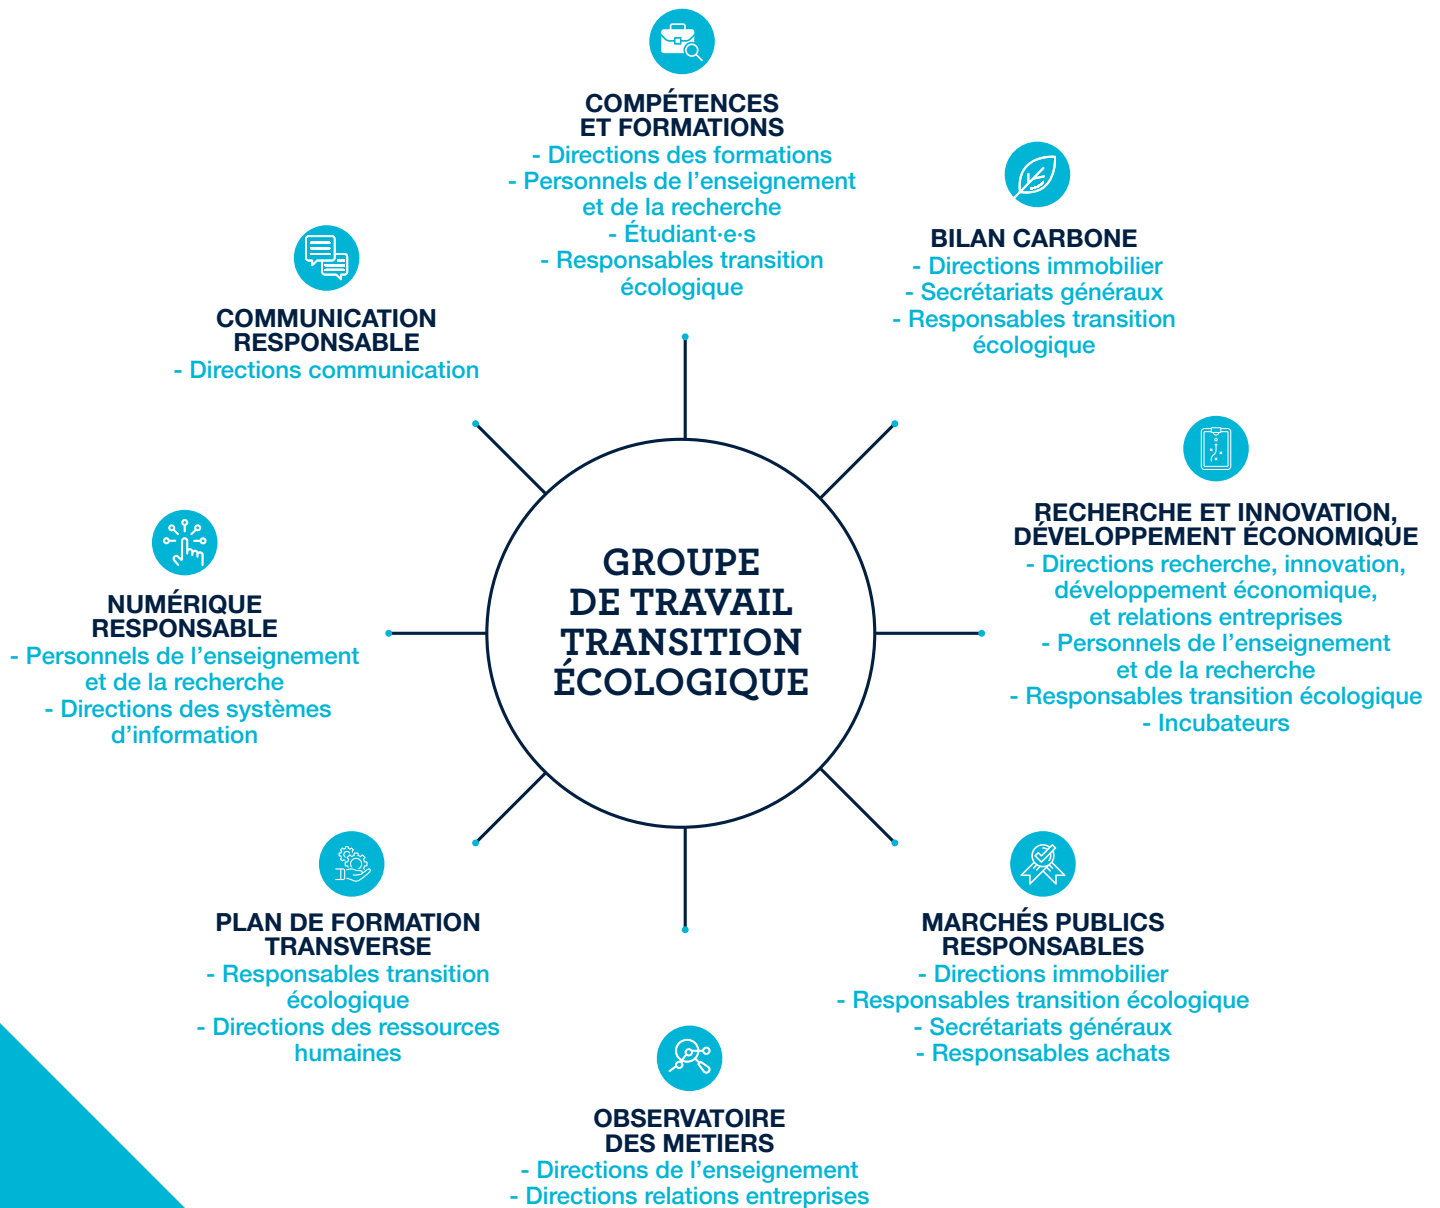 COMPÉTENCES
ET FORMATIONS
- Directions des formations
- Personnels de l’enseignement
et de la recherche
- Étudiant·e·s
- Responsables transition
écologique
BILAN CARBONE
- Directions immobilier
- Secrétariats généraux
- Responsables transition
écologique
COMMUNICATION
RESPONSABLE
- Directions communication
RECHERCHE ET INNOVATION,
DÉVELOPPEMENT ÉCONOMIQUE
- Directions recherche, innovation,
développement économique,
et relations entreprises
- Personnels de l’enseignement
et de la recherche
- Responsables transition écologique
- Incubateurs
GROUPE
DE TRAVAIL
TRANSITION
ÉCOLOGIQUE
NUMÉRIQUE
RESPONSABLE
- Personnels de l’enseignement
et de la recherche
- Directions des systèmes
d’information
PLAN DE FORMATION
TRANSVERSE
- Responsables transition
écologique
- Directions des ressources
humaines
MARCHÉS PUBLICS
RESPONSABLES
- Directions immobilier
- Responsables transition écologique
- Secrétariats généraux
- Responsables achats
OBSERVATOIRE
DES METIERS
- Directions de l’enseignement
- Directions relations entreprises